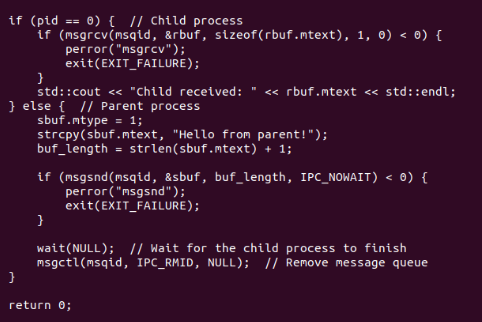 if (pid == 0) {  // Child process
    if (msgrcv(msqid, &rbuf, sizeof(rbuf.mtext), 1, 0) < 0) {
        perror("msgrcv");
        exit(EXIT_FAILURE);
    }
    std::cout << "Child received: " << rbuf.mtext << std::endl;
} else {  // Parent process
    sbuf.mtype = 1;
    strcpy(sbuf.mtext, "Hello from parent!");
    buf_length = strlen(sbuf.mtext) + 1;

    if (msgsnd(msqid, &sbuf, buf_length, IPC_NOWAIT) < 0) {
        perror("msgsnd");
        exit(EXIT_FAILURE);
    }

    wait(NULL);  // Wait for the child process to finish
    msgctl(msqid, IPC_RMID, NULL);  // Remove message queue
}

return 0;